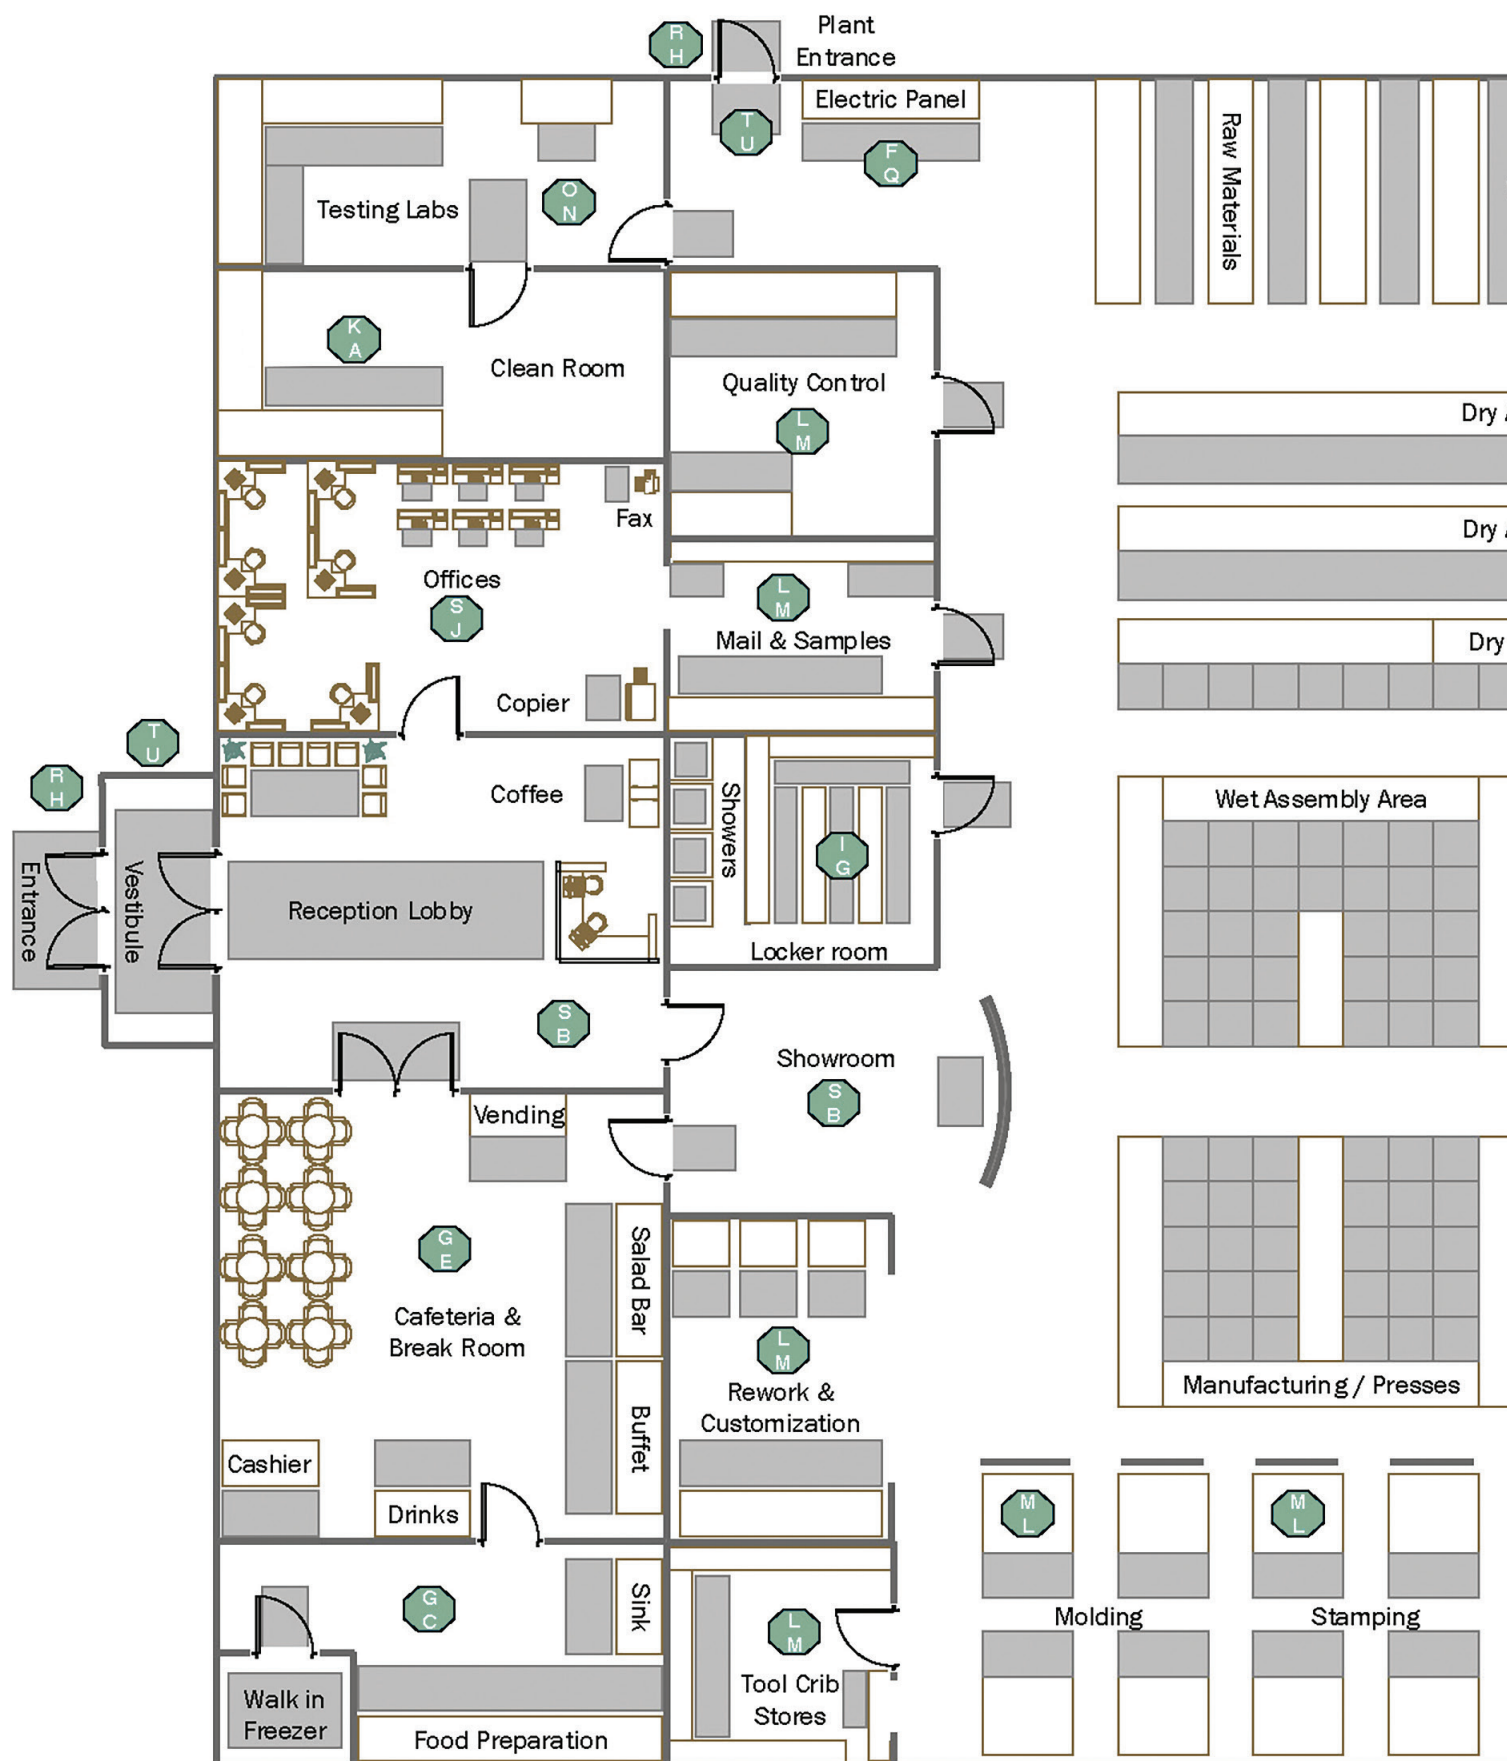 R
H
Plant
Entrance
T
U
Electric Panel
F
Q
Raw Materials
Testing Labs
O
N
K
A
Clean Room
Quality Control
L
M
Dry
Fax
Dry
Offices
S
J
L
M
Mail & Samples
Dry
Copier
T
U
R
H
Coffee
Showers
I
G
Wet Assembly Area
Entrance
Vestibule
Reception Lobby
Locker room
S
B
Showroom
S
B
Vending
G
E
Salad Bar
Cafeteria &
Break Room
L
M
Rework &
Customization
Manufacturing / Presses
Buffet
Cashier
Drinks
M
L
M
L
G
C
Sink
L
M
Molding
Stamping
Tool Crib
Stores
Walk in
Freezer
Food Preparation